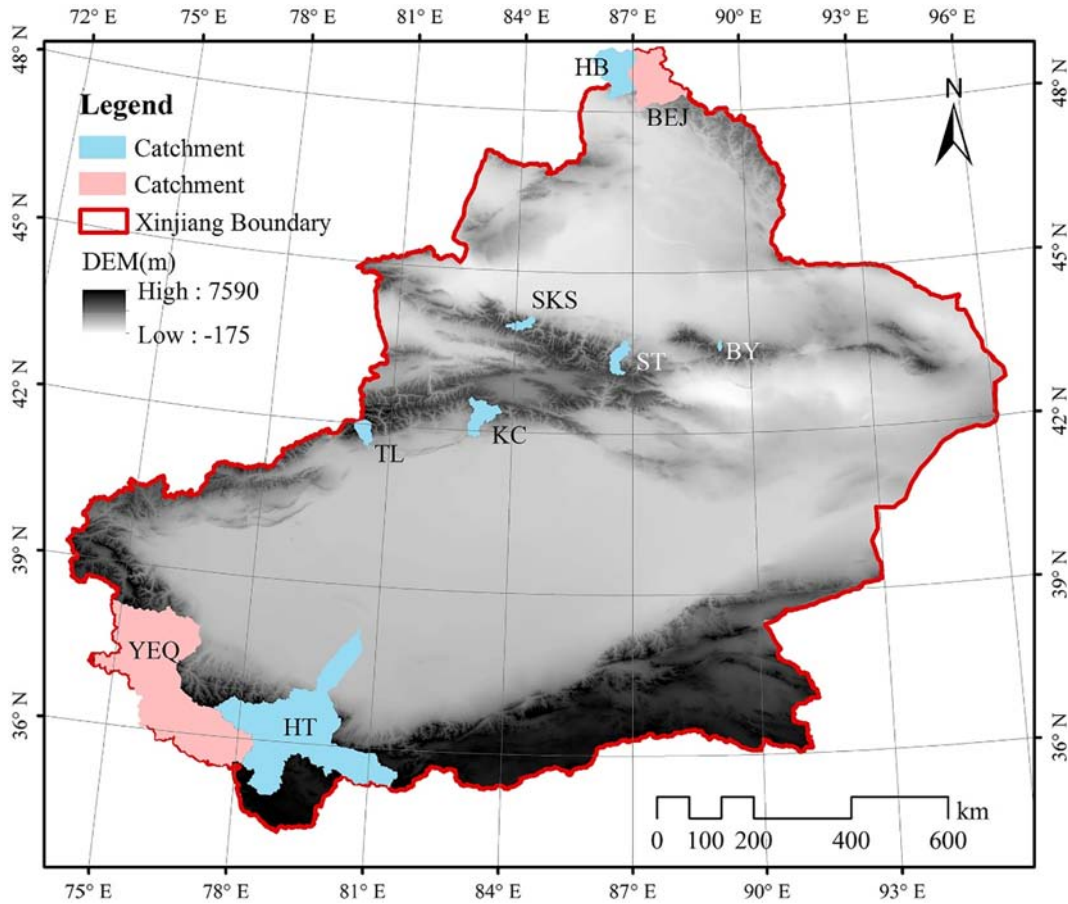 72° E 75° E 78° E 81° E 84° E 87° E 90° E 93° E 96° E
48° N
48° N
HB
N
BEJ
Legend
Catchment
Catchment
Xinjiang Boundary
DEM(m)
High : 7590
Low : -175
45° N
45° N
SKS
ST
BY
42° N
42° N
TL
KC
39° N
39° N
YEQ
HT
36° N
36° N
km
0 100 200 400 600
75° E 78° E 81° E 84° E 87° E 90° E 93° E